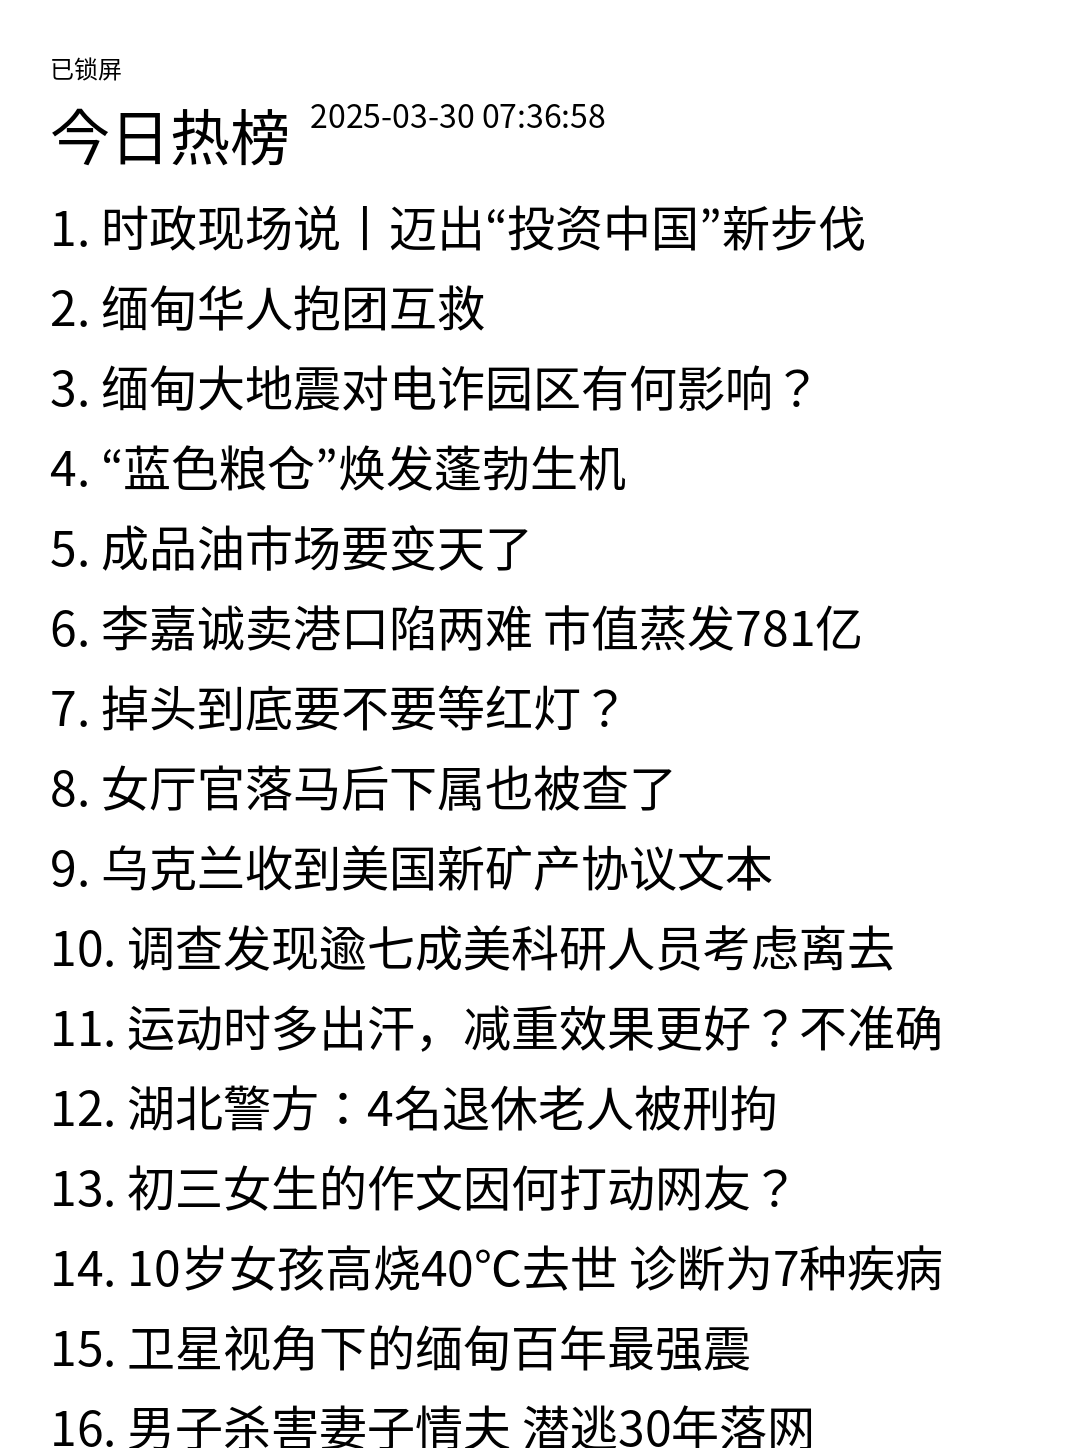 已锁屏
今日热榜 2025-03-30 07:36:58
1. 时政现场说丨迈出“投资中国”新步伐
2. 缅甸华人抱团互救
3. 缅甸大地震对电诈园区有何影响？
4. “蓝色粮仓”焕发蓬勃生机
5. 成品油市场要变天了
6. 李嘉诚卖港口陷两难 市值蒸发781亿
7. 掉头到底要不要等红灯？
8. 女厅官落马后下属也被查了
9. 乌克兰收到美国新矿产协议文本
10. 调查发现逾七成美科研人员考虑离去
11. 运动时多出汗，减重效果更好？不准确
12. 湖北警方：4名退休老人被刑拘
13. 初三女生的作文因何打动网友？
14. 10岁女孩高烧40℃去世 诊断为7种疾病
15. 卫星视角下的缅甸百年最强震
16. 男子杀害妻子情夫 潜逃30年落网